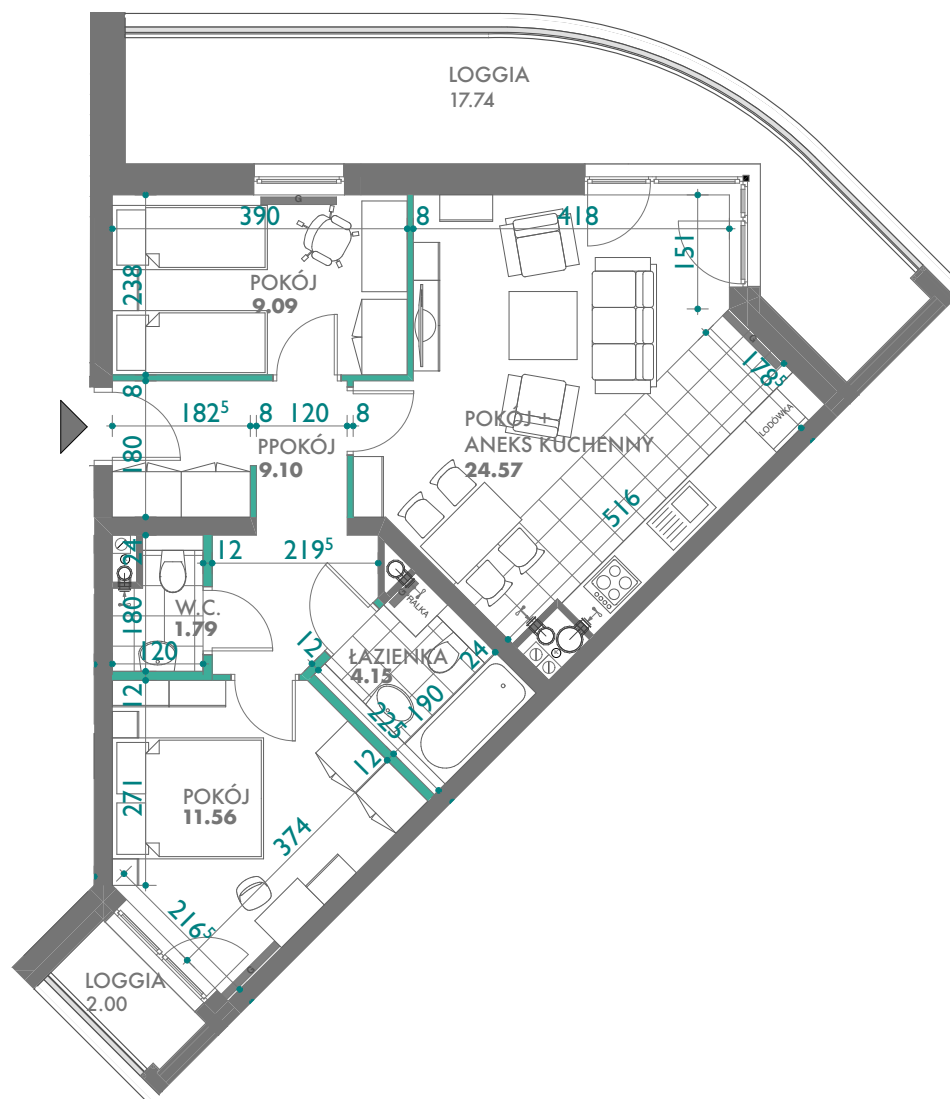 LOGGIA
17.74
G
390
8
418
151
238
POKÓJ
9.09
G
178⁵
8
182⁵
8
120
8
POKÓJ +
ANEKS KUCHENNY
24.57
LODÓWKA
180
PPOKÓJ
9.10
516
24
12
219⁵
W.C.
1.79
180
120
G
RALKA
12
ŁAZIENKA
4.15
24
190
225
12
12
271
POKÓJ
11.56
374
216⁵
G
LOGGIA
2.00